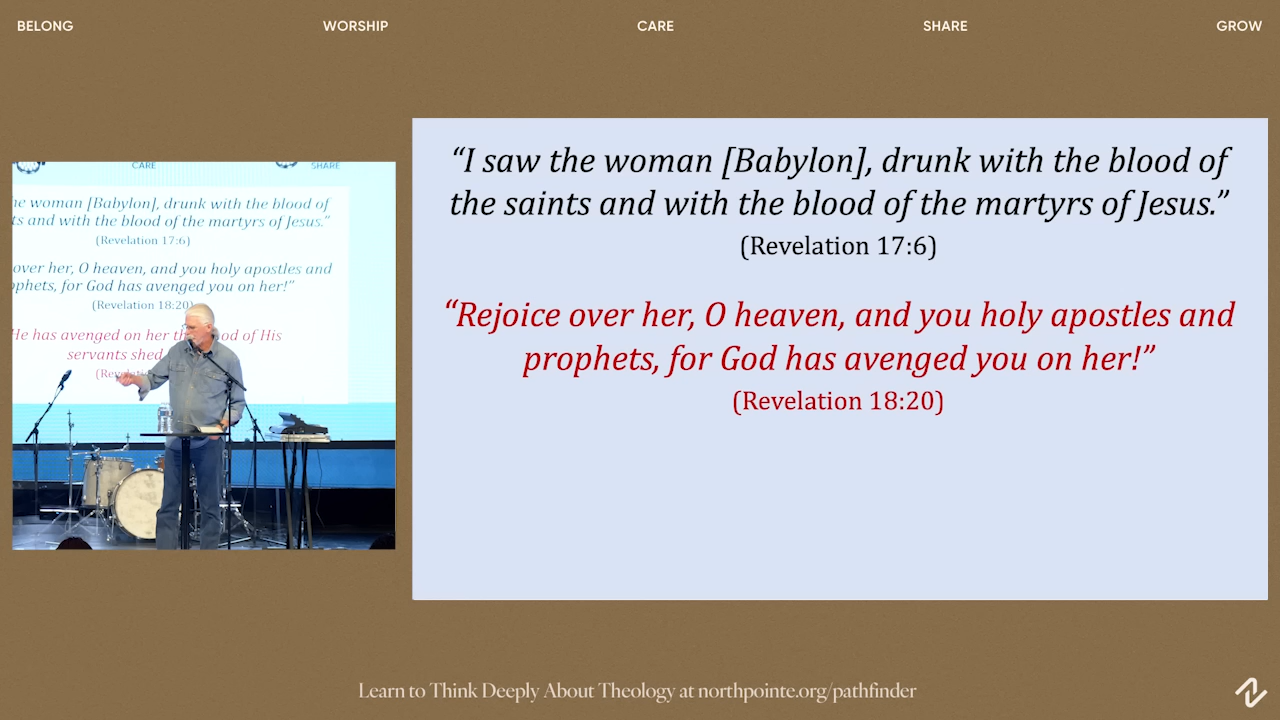 BELONG
WORSHIP
CARE
SHARE
GROW
CARE
SHARE
woman [Babylon], drunk with the blood of
and with the blood of the martyrs of Jesus.”
(Revelation 17:6)
over her, O heaven, and you holy apostles and
for God has avenged you on her!”
(Revelation 18:20)
He has avenged on her of His
servants shed
“I saw the woman [Babylon], drunk with the blood of
the saints and with the blood of the martyrs of Jesus.”
(Revelation 17:6)
“Rejoice over her, O heaven, and you holy apostles and
prophets, for God has avenged you on her!”
(Revelation 18:20)
Learn to Think Deeply About Theology at northpointe.org/pathfinder